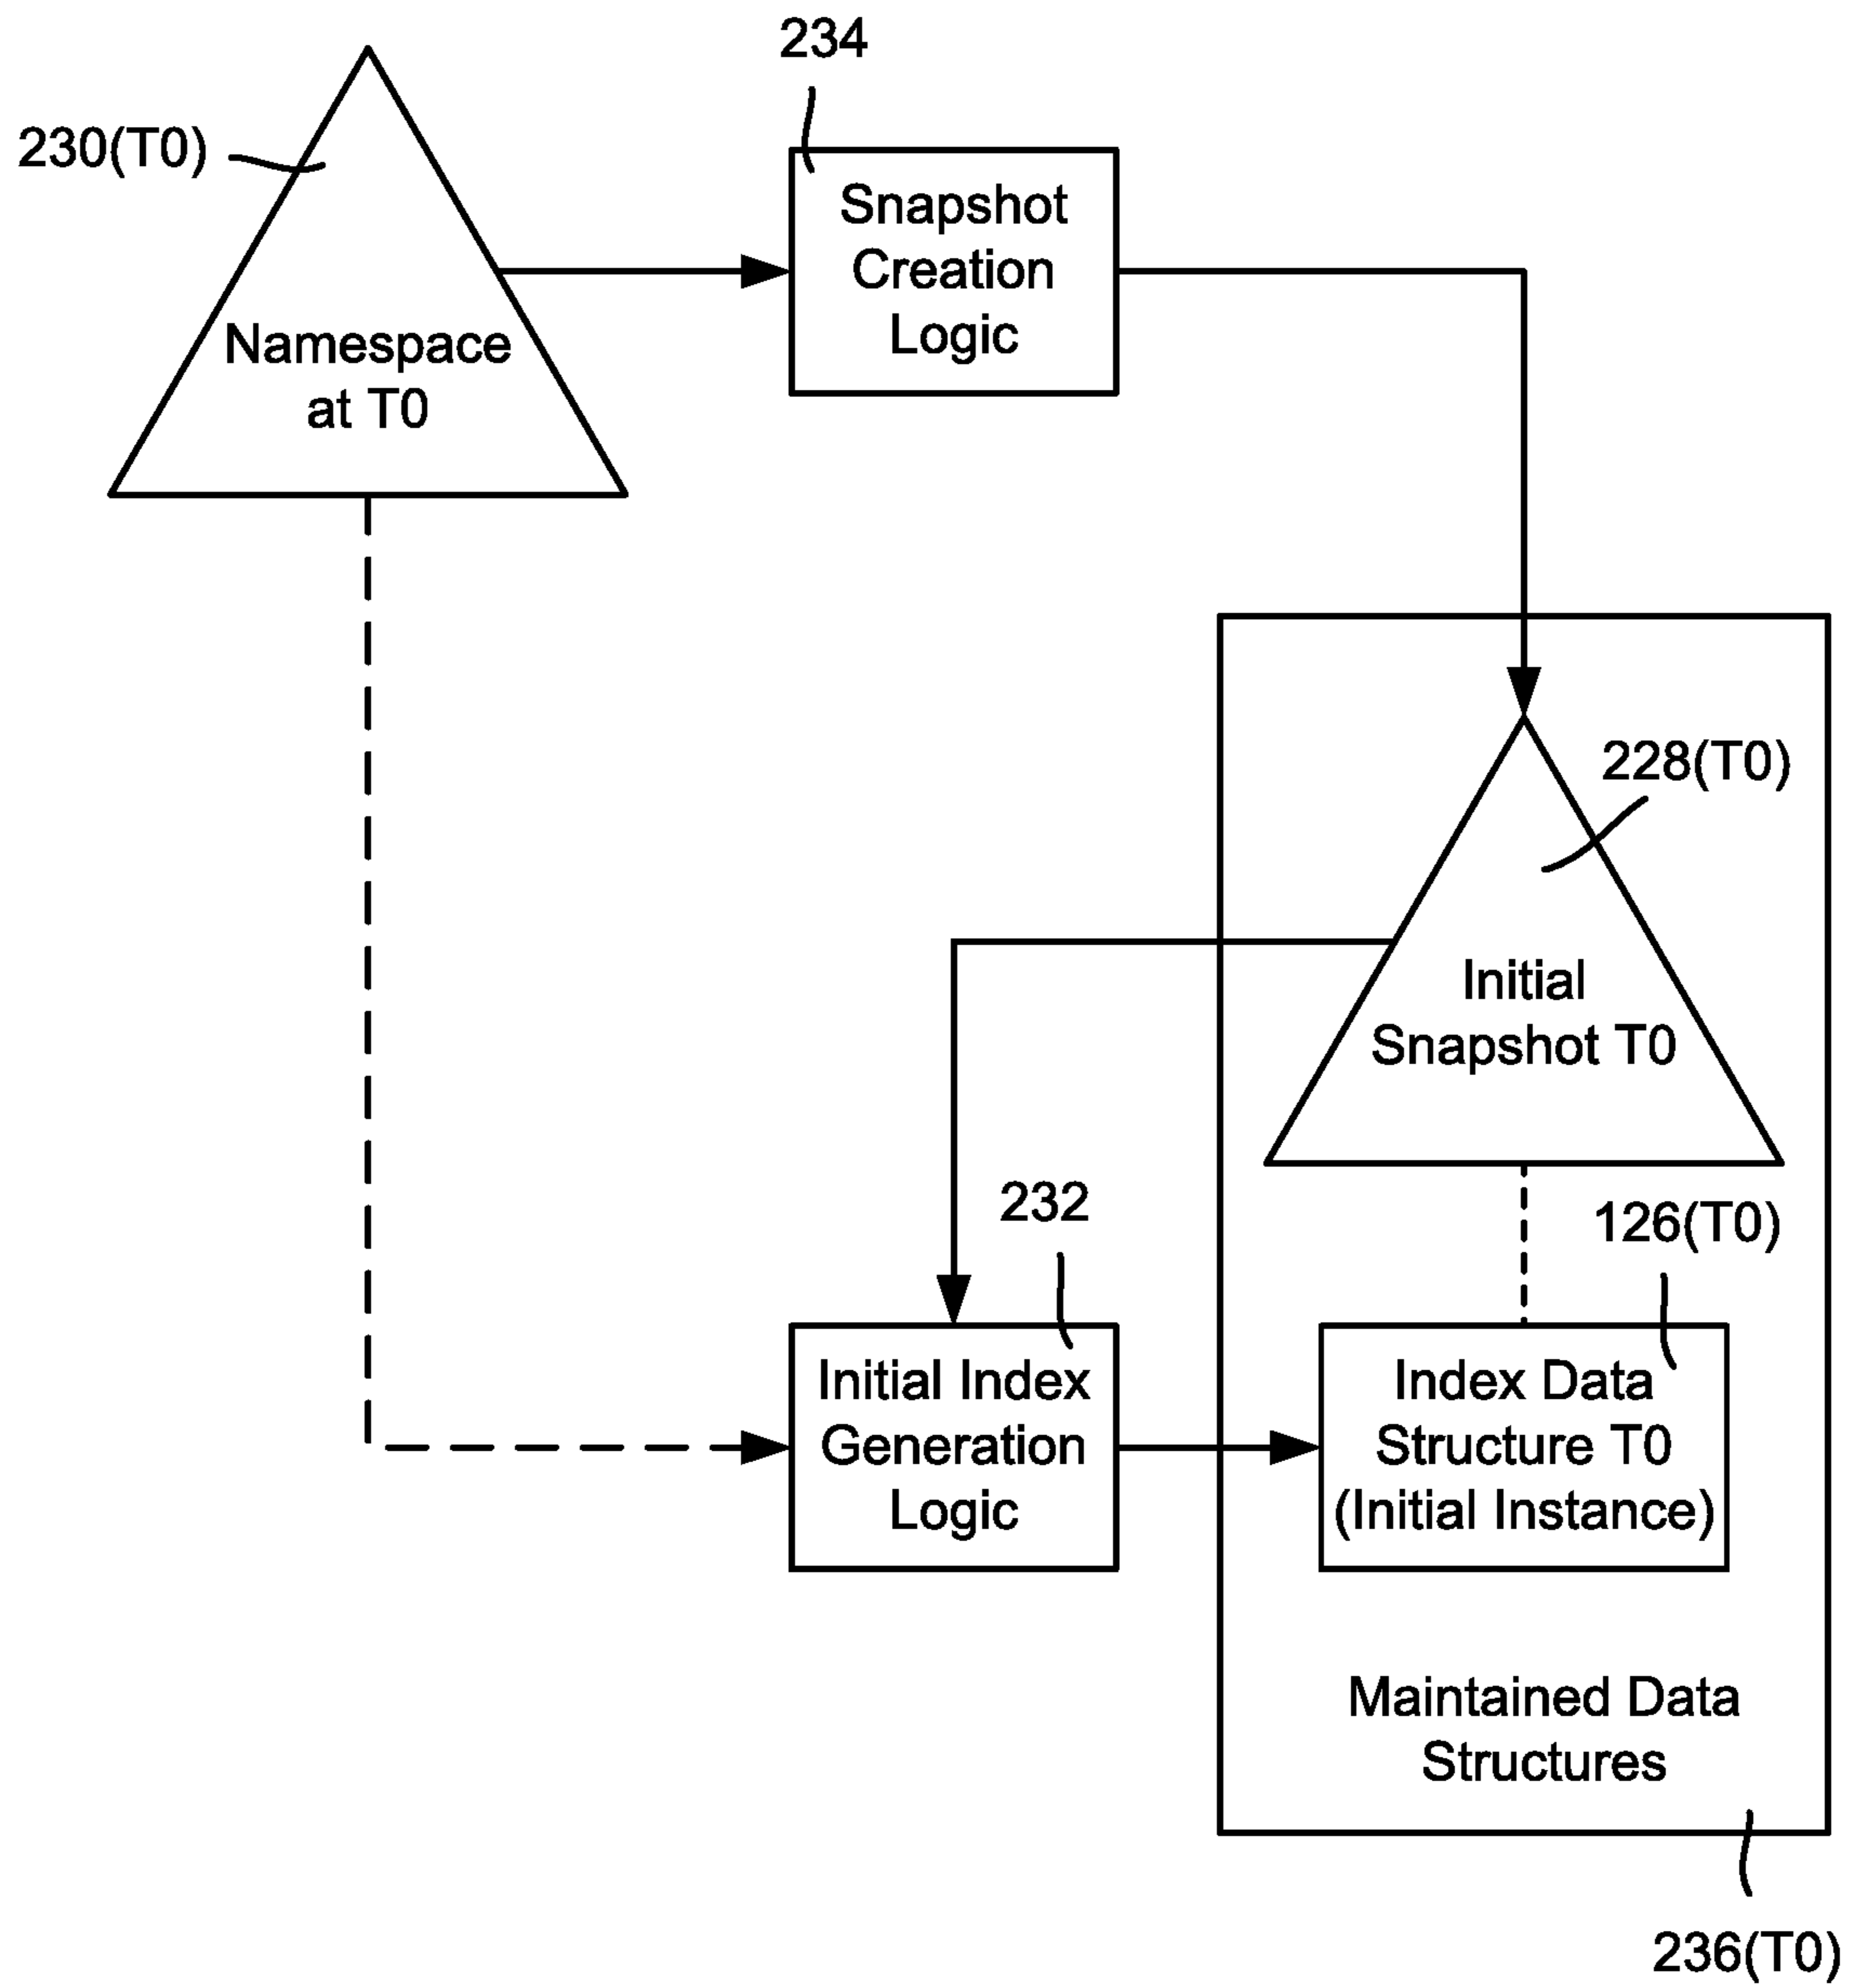 234
230(T0)
Snapshot
Creation
Logic
Namespace
at T0
228(T0)
Initial
Snapshot T0
232
126(T0)
Initial Index
Generation
Logic
Index Data
Structure T0
(Initial Instance)
Maintained Data
Structures
236(T0)